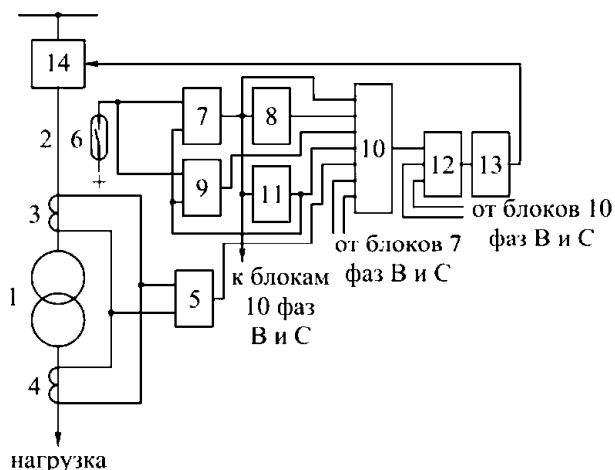 14
2
6
7
8
9
10
11
12
13
3
1
5
4
от блоков 10
фаз В и С
от блоков 7
фаз В и С
к блокам
10 фаз
В и С
нагрузка